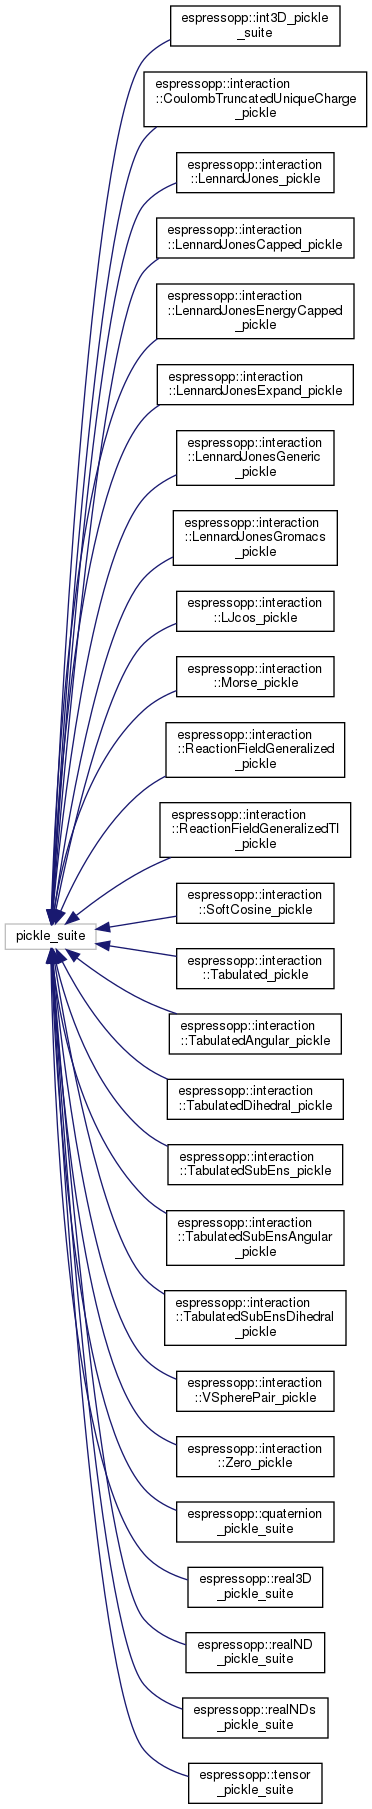 espressopp::int3D_pickle
_suite
espressopp::interaction
::CoulombTruncatedUniqueCharge
_pickle
espressopp::interaction
::LennardJones_pickle
espressopp::interaction
::LennardJonesCapped_pickle
espressopp::interaction
::LennardJonesEnergyCapped
_pickle
espressopp::interaction
::LennardJonesExpand_pickle
espressopp::interaction
::LennardJonesGeneric
_pickle
espressopp::interaction
::LennardJonesGromacs
_pickle
espressopp::interaction
::LJcos_pickle
espressopp::interaction
::Morse_pickle
espressopp::interaction
::ReactionFieldGeneralized
_pickle
espressopp::interaction
::ReactionFieldGeneralizedTI
_pickle
espressopp::interaction
::SoftCosine_pickle
pickle_suite
espressopp::interaction
::Tabulated_pickle
espressopp::interaction
::TabulatedAngular_pickle
espressopp::interaction
::TabulatedDihedral_pickle
espressopp::interaction
::TabulatedSubEns_pickle
espressopp::interaction
::TabulatedSubEnsAngular
_pickle
espressopp::interaction
::TabulatedSubEnsDihedral
_pickle
espressopp::interaction
::VSpherePair_pickle
espressopp::interaction
::Zero_pickle
espressopp::quaternion
_pickle_suite
espressopp::real3D
_pickle_suite
espressopp::realND
_pickle_suite
espressopp::realNDs
_pickle_suite
espressopp::tensor
_pickle_suite